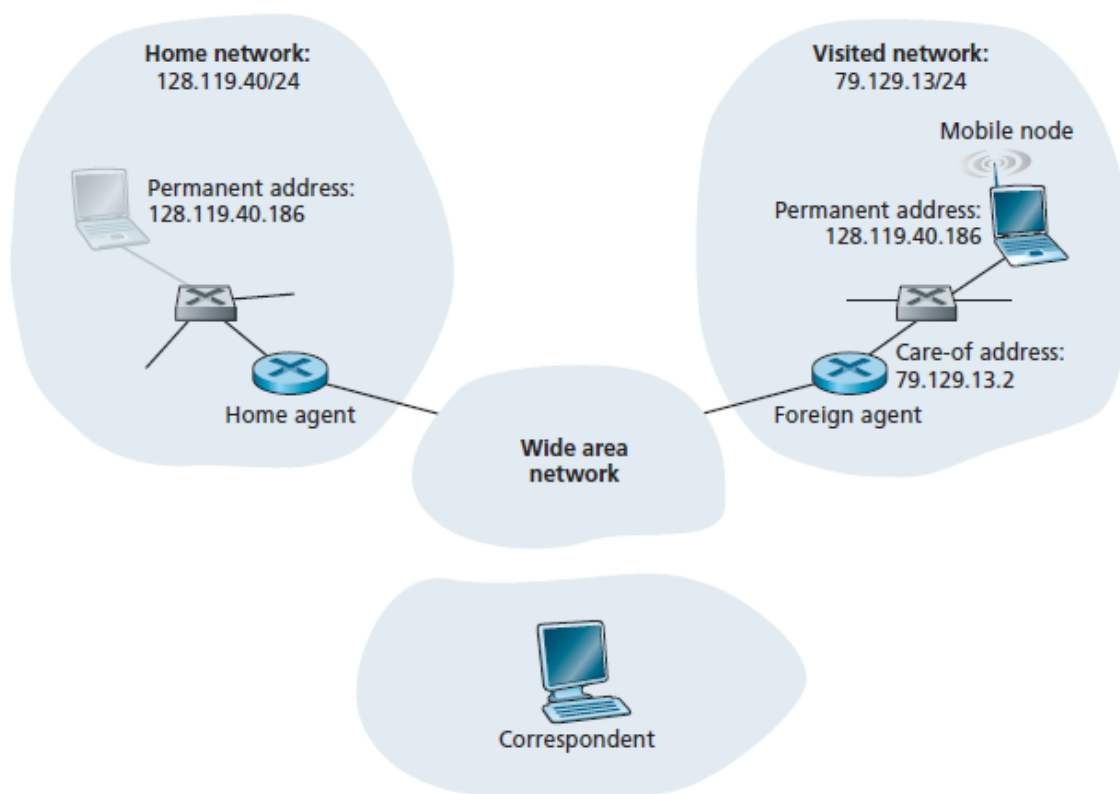 Home network:
128.119.40/24
Visited network:
79.129.13/24
Mobile node
Permanent address:
128.119.40.186
Permanent address:
128.119.40.186
Care-of address:
79.129.13.2
Home agent
Foreign agent
Wide area
network
Correspondent